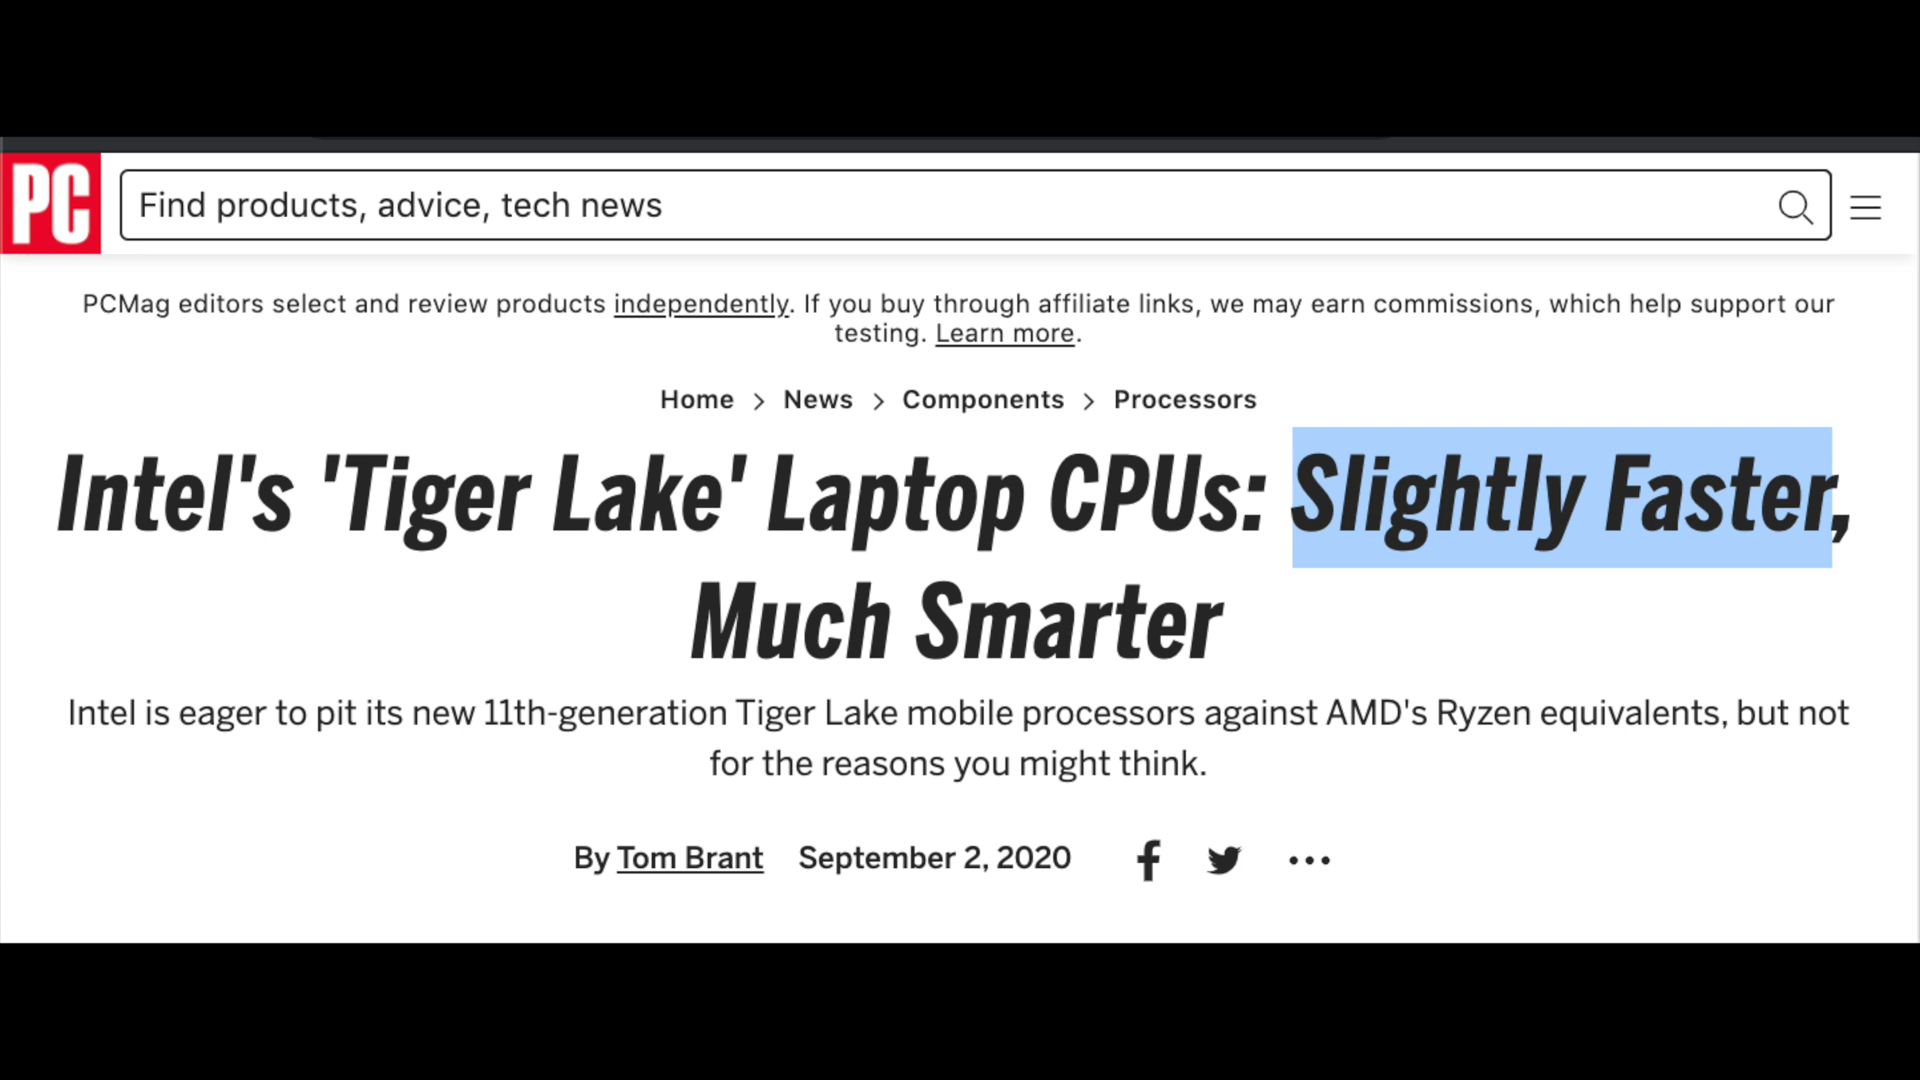 PC
Find products, advice, tech news
PCMag editors select and review products independently. If you buy through affiliate links, we may earn commissions, which help support our
testing. Learn more.
Home > News > Components > Processors
Intel's 'Tiger Lake' Laptop CPUs: Slightly Faster,
Much Smarter
Intel is eager to pit its new 11th-generation Tiger Lake mobile processors against AMD's Ryzen equivalents, but not
for the reasons you might think.
By Tom Brant September 2, 2020